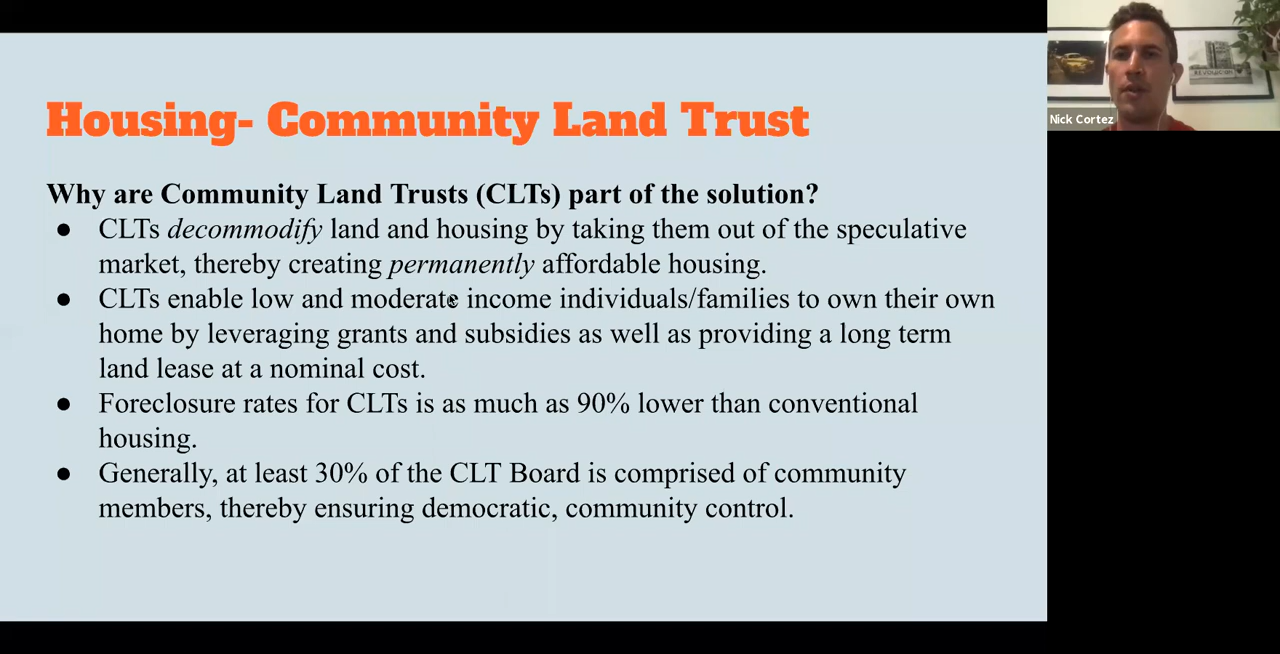 Housing- Community Land Trust
Why are Community Land Trusts (CLTs) part of the solution?
● CLTs decommodify land and housing by taking them out of the speculative
market, thereby creating permanently affordable housing.
● CLTs enable low and moderate income individuals/families to own their own
home by leveraging grants and subsidies as well as providing a long term
land lease at a nominal cost.
● Foreclosure rates for CLTs is as much as 90% lower than conventional
housing.
● Generally, at least 30% of the CLT Board is comprised of community
members, thereby ensuring democratic, community control.
Nick Cortez